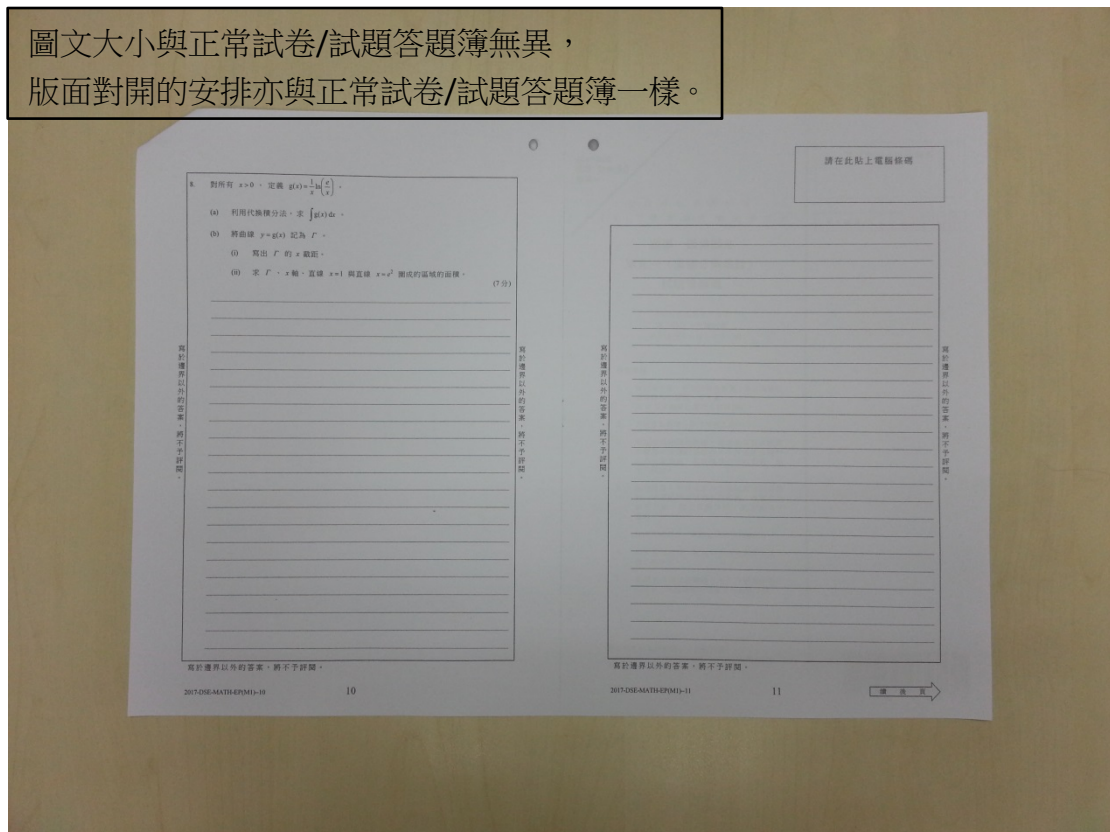 圖文大小與正常試卷/試題答題簿無異，
版面對開的安排亦與正常試卷/試題答題簿一樣。
請在此貼上電腦條碼
8. 對所有 x>0 ，定義 g(x)=1/x ln(e/x) 。
(a) 利用代換積分法，求 ∫g(x) dx 。
(b) 將曲線 y=g(x) 記為 Γ 。
(i) 寫出 Γ 的 x 截距。
(ii) 求 Γ 、x 軸、直線 x=1 與直線 x=e² 圍成的區域的面積。
(7 分)
寫於邊界以外的答案，將不予評閱。
寫於邊界以外的答案，將不予評閱。
寫於邊界以外的答案，將不予評閱。
2017-DSE-MATH-EP(M1)–10
10
寫於邊界以外的答案，將不予評閱。
寫於邊界以外的答案，將不予評閱。
寫於邊界以外的答案，將不予評閱。
2017-DSE-MATH-EP(M1)–11
11
續後頁